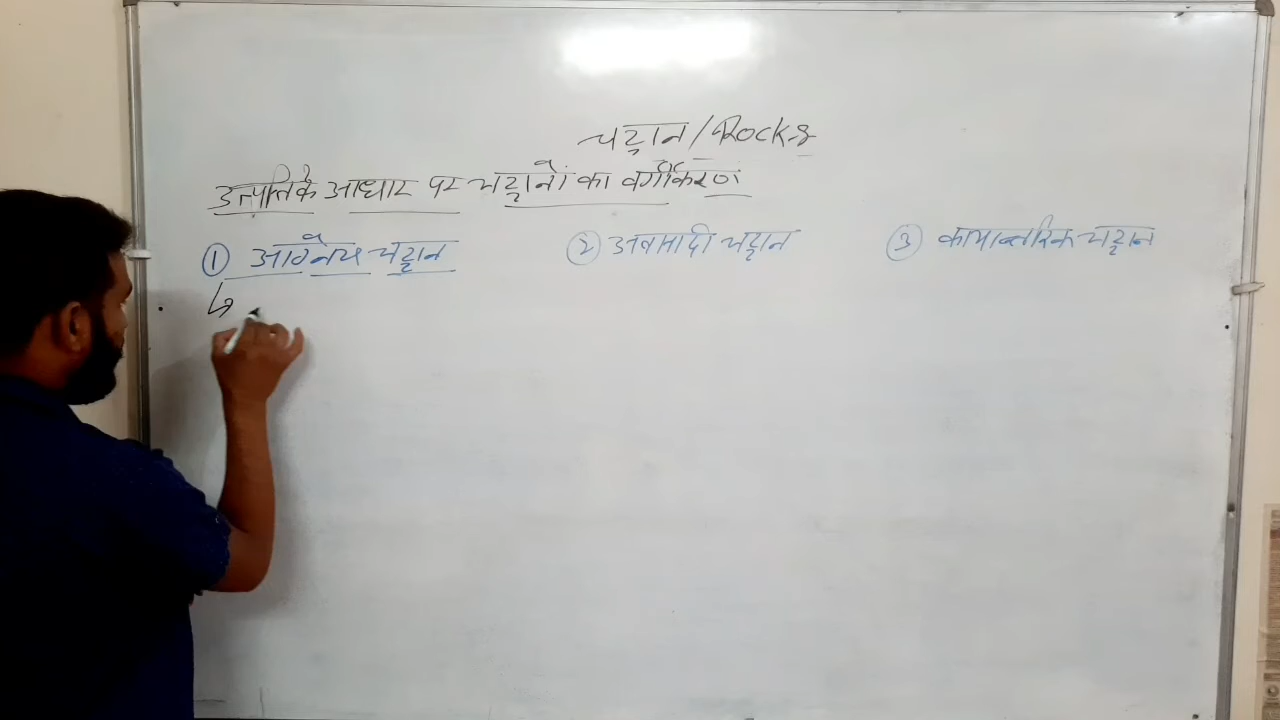 चट्टान/Rocks
उत्पत्ति के आधार पर चट्टानों का वर्गीकरण
① आग्नेय चट्टान ② अवसादी चट्टान ③ कायान्तरिक चट्टान
↳